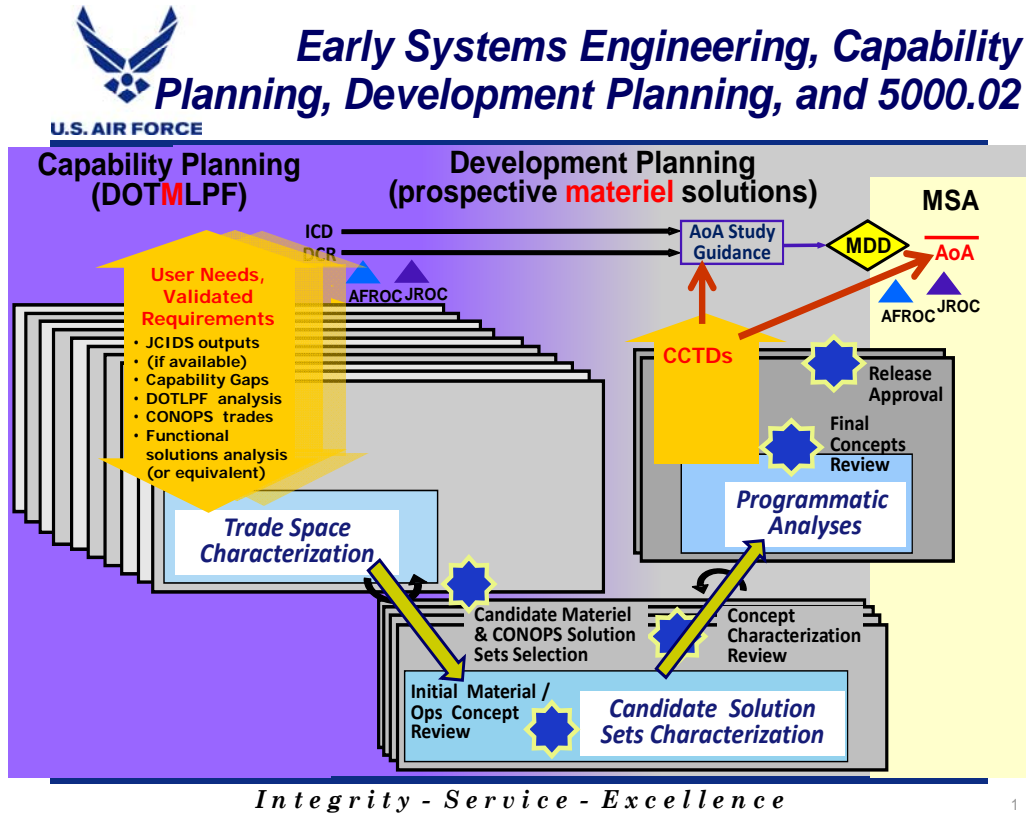 Early Systems Engineering, Capability
Planning, Development Planning, and 5000.02
U.S. AIR FORCE
Capability Planning
(DOTMLPF)
Development Planning
(prospective materiel solutions)
MSA
ICD
DCR
AoA Study
Guidance
MDD
AoA
AFROC
JROC
AFROC
JROC
User Needs,
Validated
Requirements
• JCIDS outputs
• (if available)
• Capability Gaps
• DOTLPF analysis
• CONOPS trades
• Functional
solutions analysis
(or equivalent)
CCTDs
Release
Approval
Final
Concepts
Review
Programmatic
Analyses
Trade Space
Characterization
Candidate Materiel
& CONOPS Solution
Sets Selection
Concept
Characterization
Review
Initial Material /
Ops Concept
Review
Candidate Solution
Sets Characterization
Integrity - Service - Excellence
1